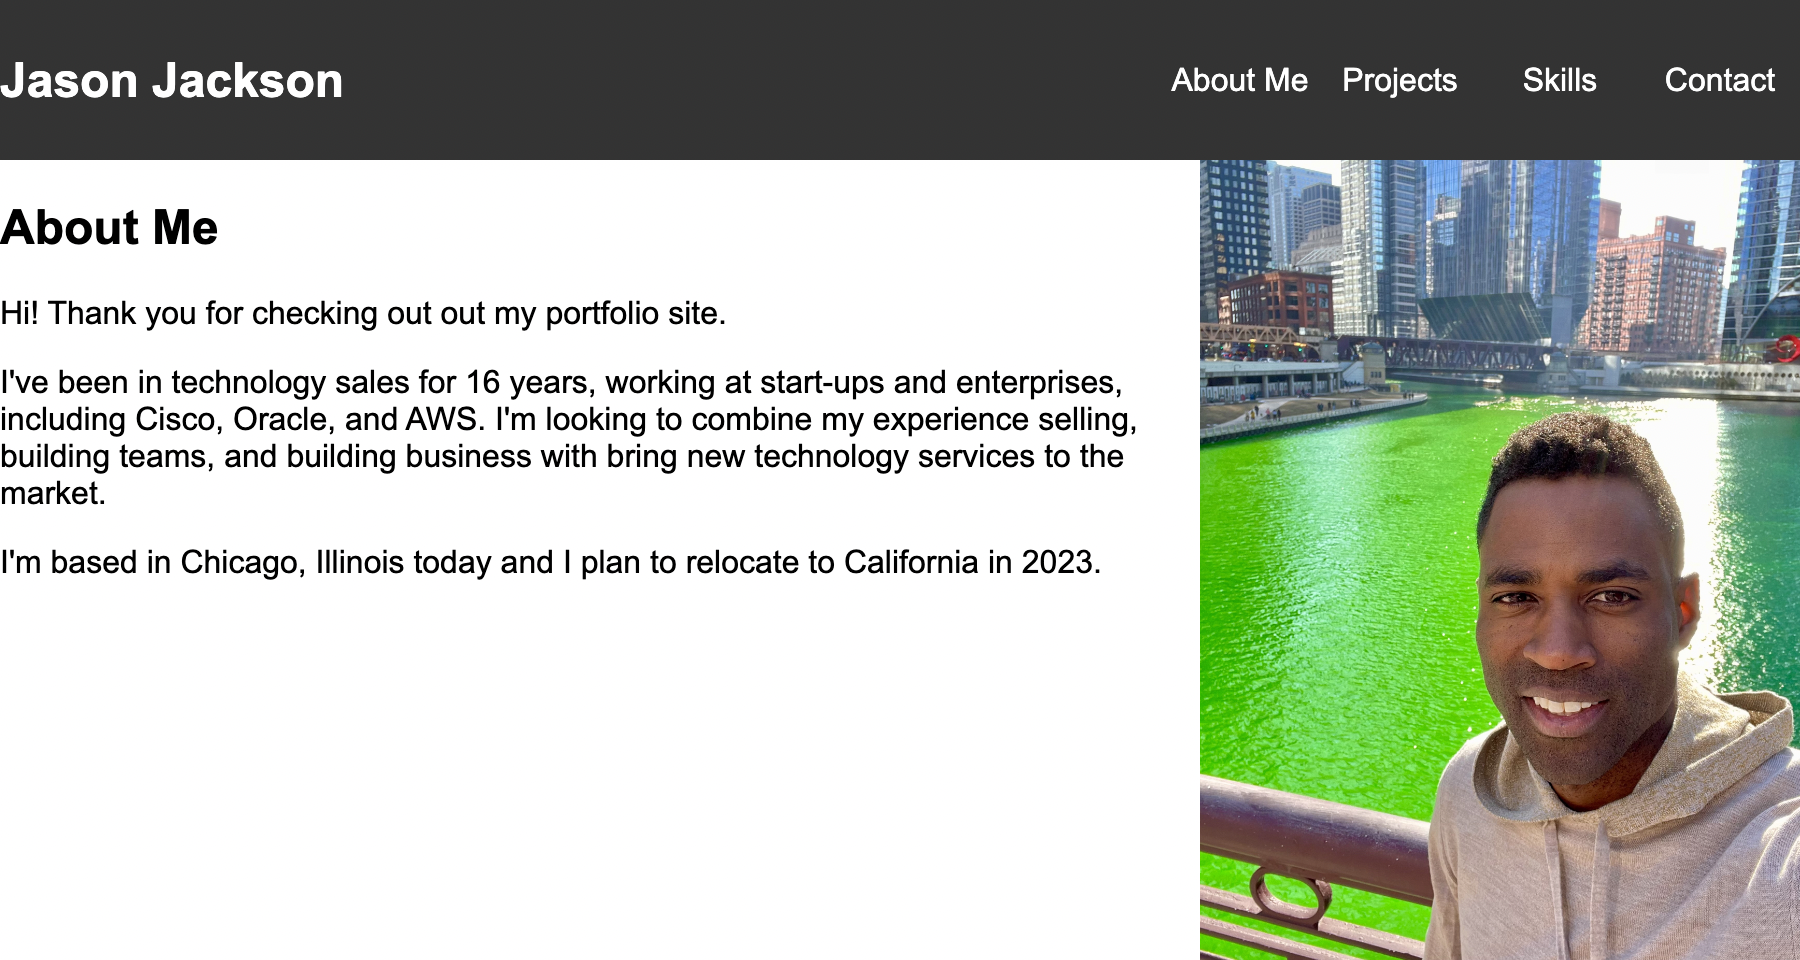 Jason Jackson
About Me Projects Skills Contact
About Me
Hi! Thank you for checking out out my portfolio site.
I've been in technology sales for 16 years, working at start-ups and enterprises,
including Cisco, Oracle, and AWS. I'm looking to combine my experience selling,
building teams, and building business with bring new technology services to the
market.
I'm based in Chicago, Illinois today and I plan to relocate to California in 2023.